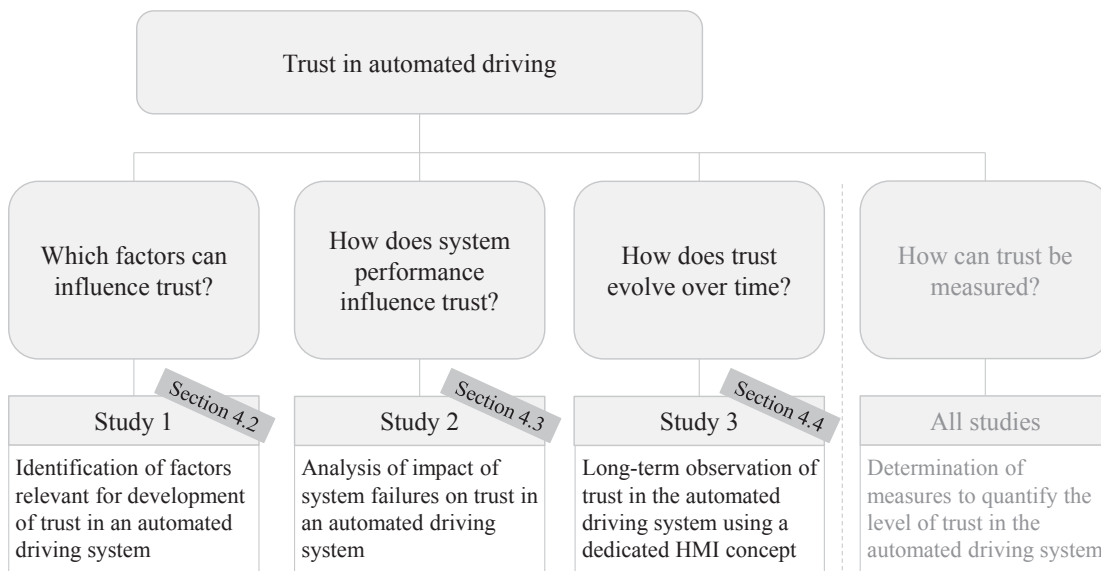 Trust in automated driving
Which factors can
influence trust?
How does system
performance
influence trust?
How does trust
evolve over time?
How can trust be
measured?
Section 4.2
Study 1
Identification of factors
relevant for development
of trust in an automated
driving system
Section 4.3
Study 2
Analysis of impact of
system failures on trust in
an automated driving
system
Section 4.4
Study 3
Long-term observation of
trust in the automated
driving system using a
dedicated HMI concept
All studies
Determination of
measures to quantify the
level of trust in the
automated driving system